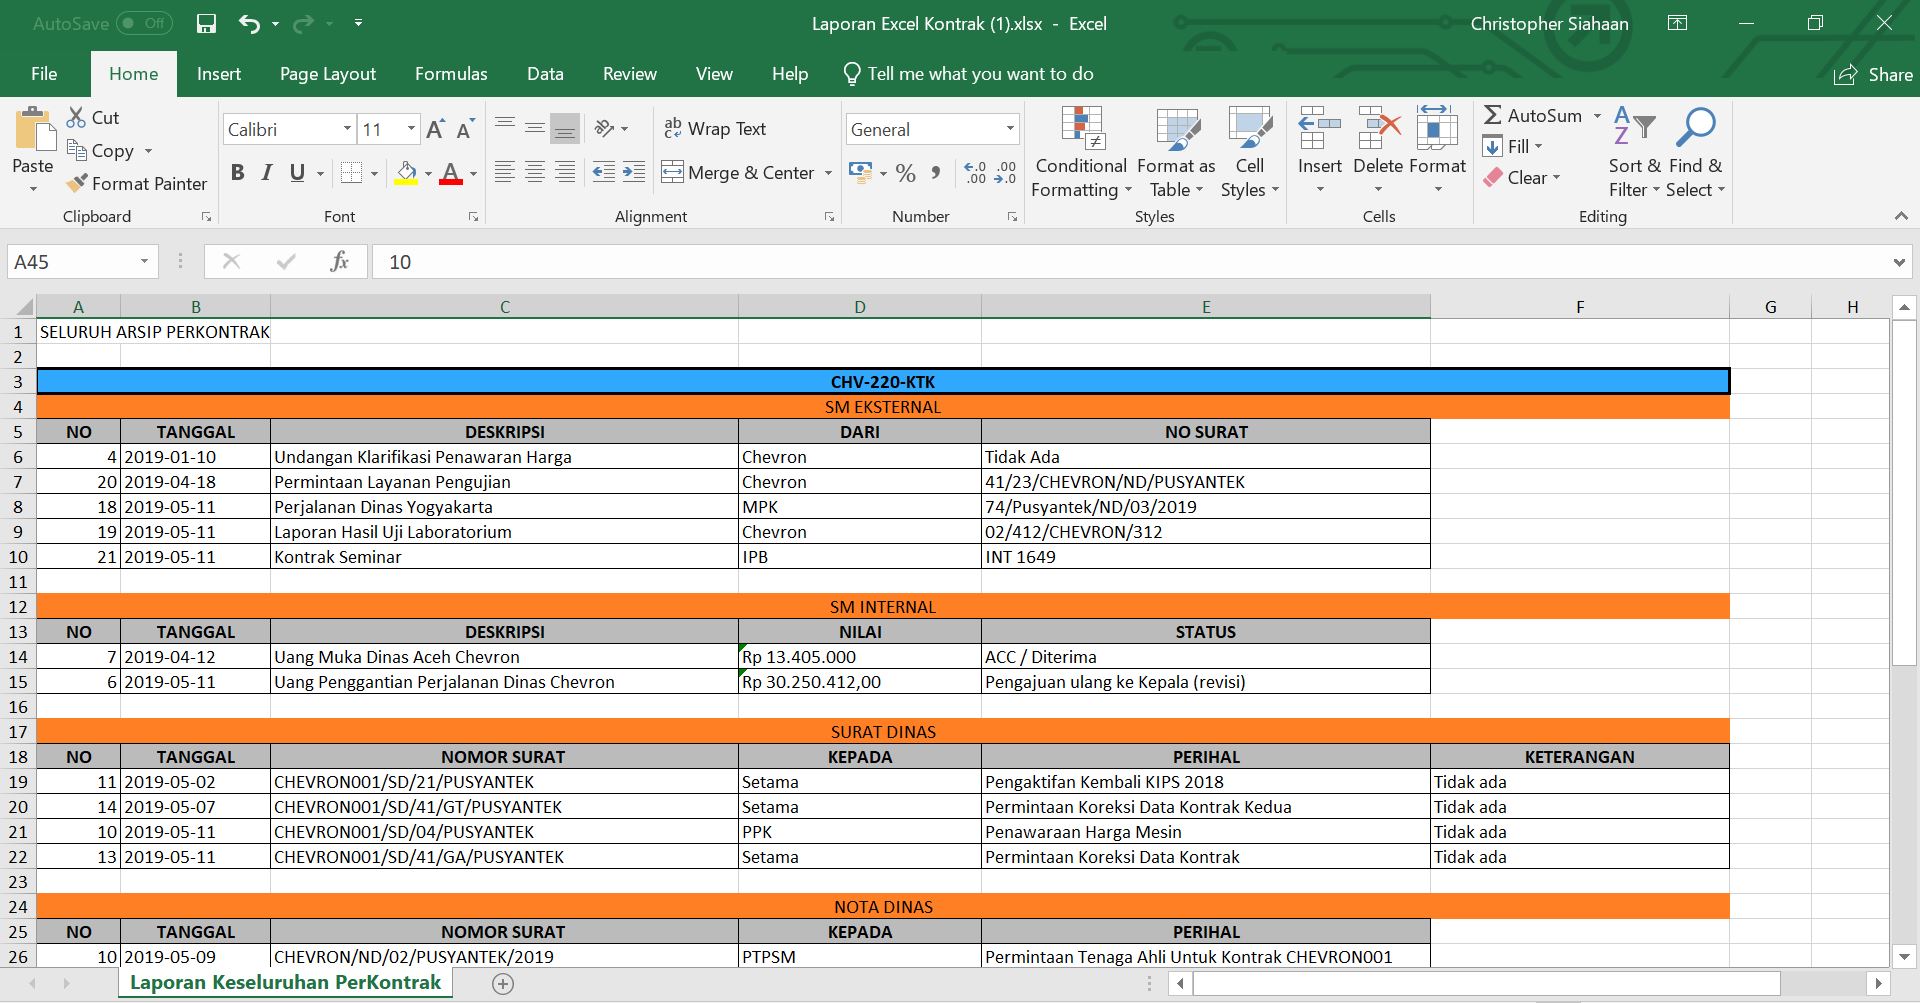 AutoSave Off Laporan Excel Kontrak (1).xlsx - Excel Christopher Siahaan
File Home Insert Page Layout Formulas Data Review View Help Tell me what you want to do Share
Paste
Cut
Copy
Format Painter
Clipboard
Calibri 11 A A
B I U A
Font
ab Wrap Text
Merge & Center
Alignment
General
% , .0 .00 .00 .0
Number
Conditional Formatting
Format as Table
Cell Styles
Styles
Insert Delete Format
Cells
AutoSum
Fill
Clear
Sort & Filter
Find & Select
Editing
A45 fx 10
A B C D E F G H
1 SELURUH ARSIP PERKONTRAK
2
3 CHV-220-KTK
4 SM EKSTERNAL
5 NO TANGGAL DESKRIPSI DARI NO SURAT
6 4 2019-01-10 Undangan Klarifikasi Penawaran Harga Chevron Tidak Ada
7 20 2019-04-18 Permintaan Layanan Pengujian Chevron 41/23/CHEVRON/ND/PUSYANTEK
8 18 2019-05-11 Perjalanan Dinas Yogyakarta MPK 74/Pusyantek/ND/03/2019
9 19 2019-05-11 Laporan Hasil Uji Laboratorium Chevron 02/412/CHEVRON/312
10 21 2019-05-11 Kontrak Seminar IPB INT 1649
11
12 SM INTERNAL
13 NO TANGGAL DESKRIPSI NILAI STATUS
14 7 2019-04-12 Uang Muka Dinas Aceh Chevron Rp 13.405.000 ACC / Diterima
15 6 2019-05-11 Uang Penggantian Perjalanan Dinas Chevron Rp 30.250.412,00 Pengajuan ulang ke Kepala (revisi)
16
17 SURAT DINAS
18 NO TANGGAL NOMOR SURAT KEPADA PERIHAL KETERANGAN
19 11 2019-05-02 CHEVRON001/SD/21/PUSYANTEK Setama Pengaktifan Kembali KIPS 2018 Tidak ada
20 14 2019-05-07 CHEVRON001/SD/41/GT/PUSYANTEK Setama Permintaan Koreksi Data Kontrak Kedua Tidak ada
21 10 2019-05-11 CHEVRON001/SD/04/PUSYANTEK PPK Penawaraan Harga Mesin Tidak ada
22 13 2019-05-11 CHEVRON001/SD/41/GA/PUSYANTEK Setama Permintaan Koreksi Data Kontrak Tidak ada
23
24 NOTA DINAS
25 NO TANGGAL NOMOR SURAT KEPADA PERIHAL
26 10 2019-05-09 CHEVRON/ND/02/PUSYANTEK/2019 PTPSM Permintaan Tenaga Ahli Untuk Kontrak CHEVRON001
Laporan Keseluruhan PerKontrak